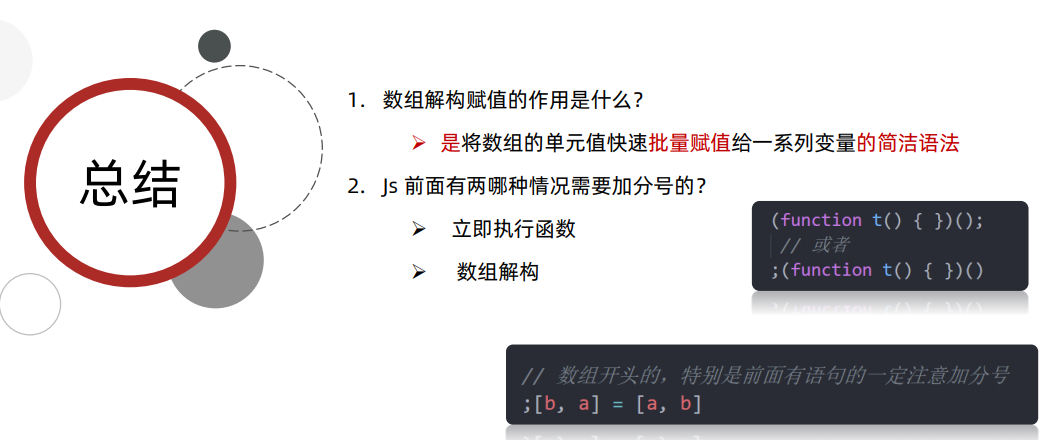 总结
1. 数组解构赋值的作用是什么？
➢ 是将数组的单元值快速批量赋值给一系列变量的简洁语法
2. Js 前面有两哪种情况需要加分号的？
➢ 立即执行函数
➢ 数组解构
(function t() { })();
// 或者
;(function t() { })()
// 数组开头的，特别是前面有语句的一定注意加分号
;[b, a] = [a, b]